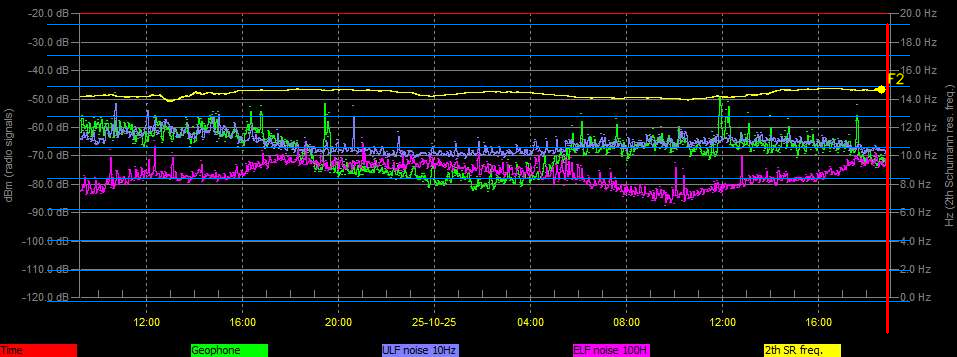 -20.0 dB
20.0 Hz
-30.0 dB
18.0 Hz
-40.0 dB
16.0 Hz
F2
-50.0 dB
14.0 Hz
-60.0 dB
12.0 Hz
-70.0 dB
10.0 Hz
-80.0 dB
8.0 Hz
-90.0 dB
6.0 Hz
-100.0 dB
4.0 Hz
-110.0 dB
2.0 Hz
-120.0 dB
0.0 Hz
dBm (radio signals)
Hz (2th Schumann res. freq.)
12:00 16:00 20:00 25-10-25 04:00 08:00 12:00 16:00
Time Geophone ULF noise 10Hz ELF noise 100H 2th SR freq.